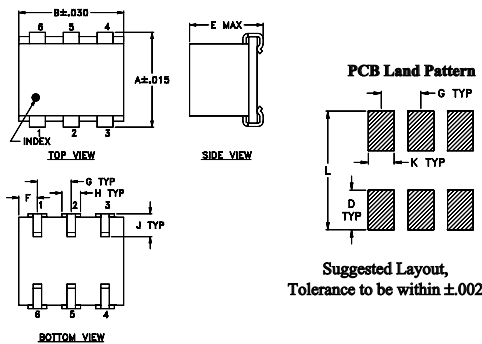 B±.030
6 5 4
A±.015
1 2 3
INDEX
TOP VIEW
E MAX
SIDE VIEW
PCB Land Pattern
G TYP
K TYP
L
D
TYP
Suggested Layout,
Tolerance to be within ±.002
G TYP
H TYP
F
1 2 3
J TYP
6 5 4
BOTTOM VIEW